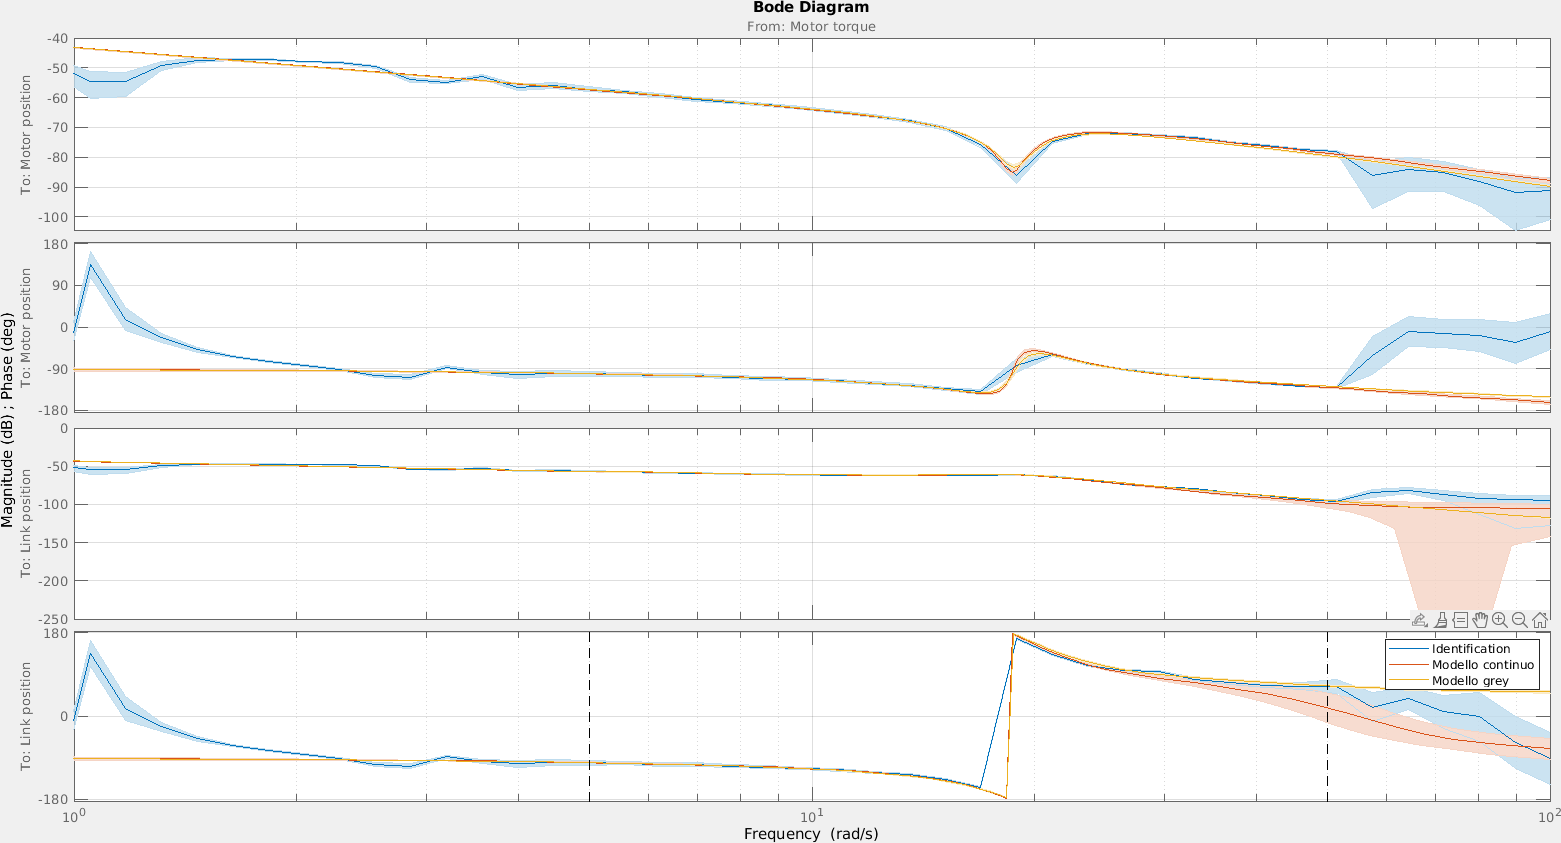 Bode Diagram
From: Motor torque
Magnitude (dB) ; Phase (deg)
To: Motor position
-40
-50
-60
-70
-80
-90
-100
To: Motor position
180
90
0
-90
-180
To: Link position
0
-50
-100
-150
-200
-250
To: Link position
180
0
-180
Identification
Modello continuo
Modello grey
10^0
10^1
10^2
Frequency (rad/s)